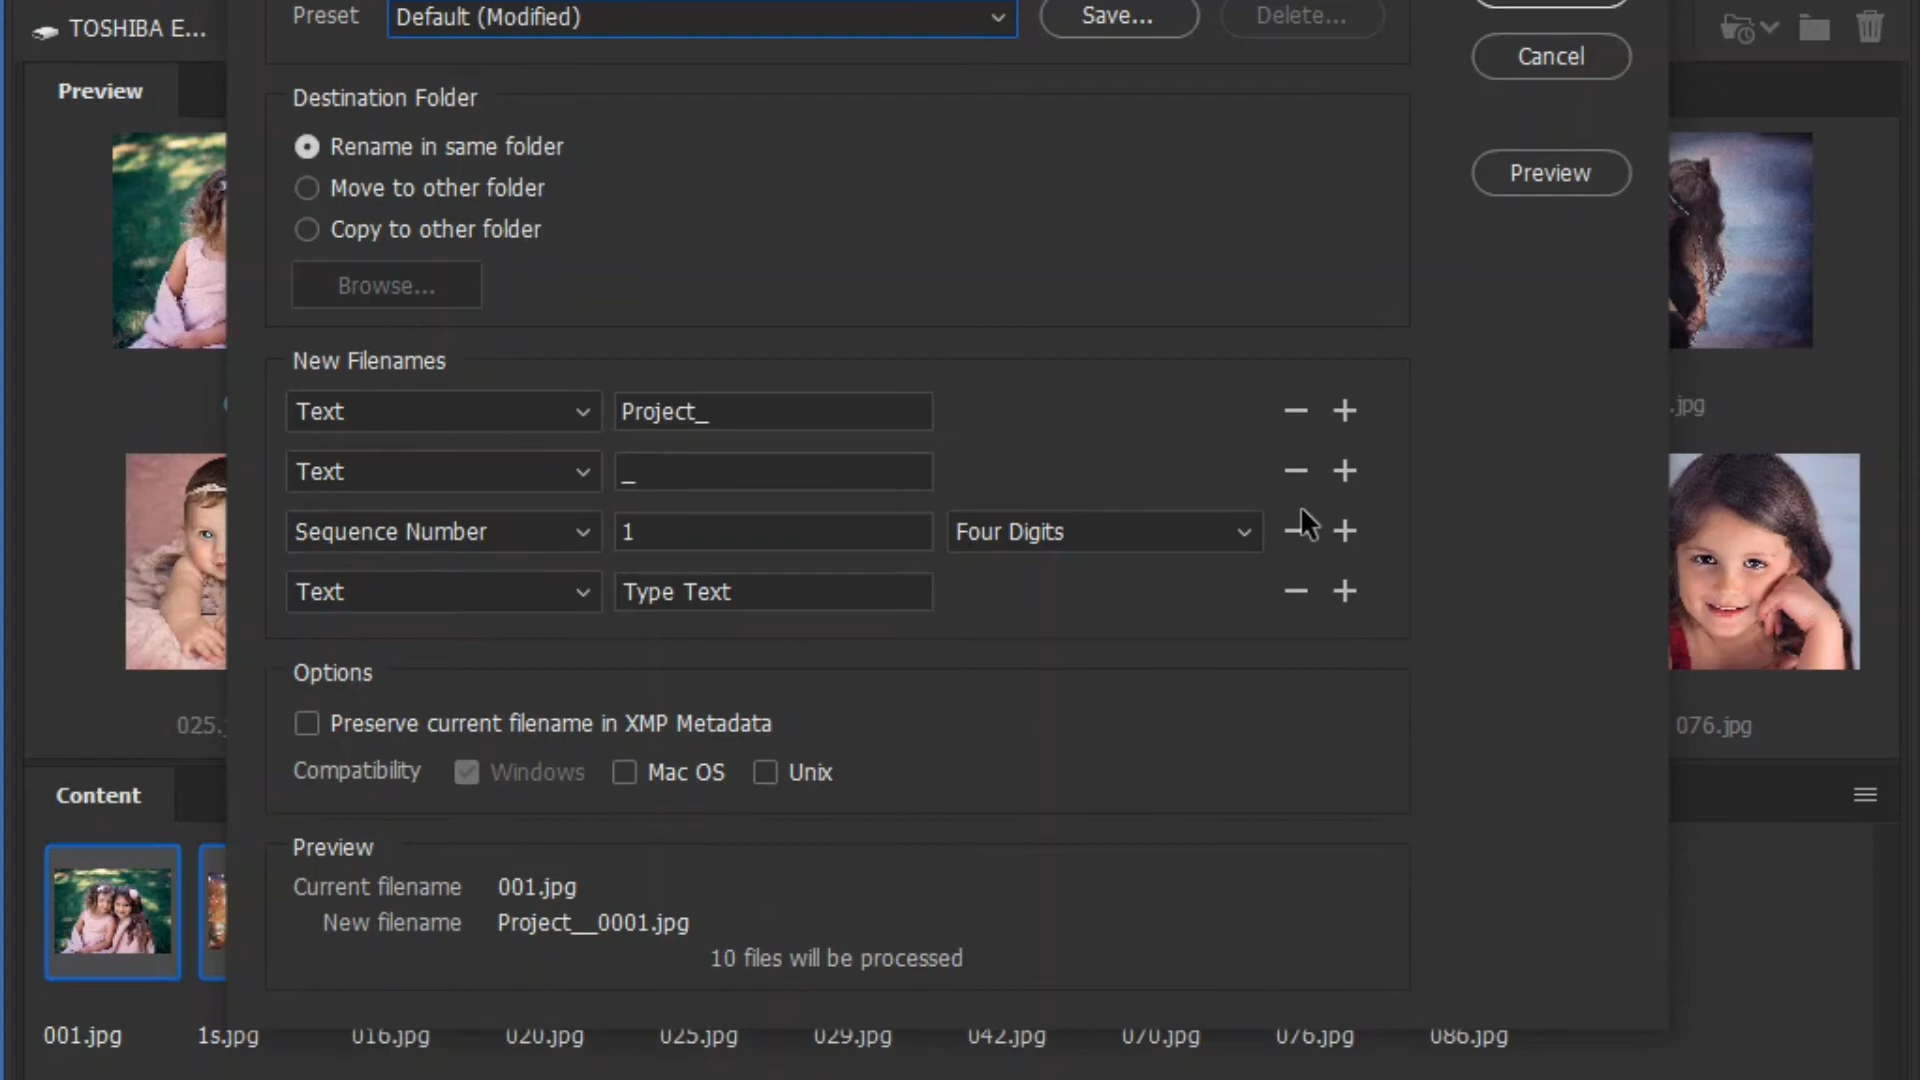 TOSHIBA E...
Preset Default (Modified) Save... Delete...
Cancel
Preview
Destination Folder
Rename in same folder
Preview
Move to other folder
Copy to other folder
Browse...
New Filenames
Text Project_
.jpg
Text _
Sequence Number 1 Four Digits
Text Type Text
Options
Preserve current filename in XMP Metadata
025.
076.jpg
Compatibility Windows Mac OS Unix
Content
Preview
Current filename 001.jpg
New filename Project__0001.jpg
10 files will be processed
001.jpg 1s.jpg 016.jpg 020.jpg 025.jpg 029.jpg 042.jpg 070.jpg 076.jpg 086.jpg